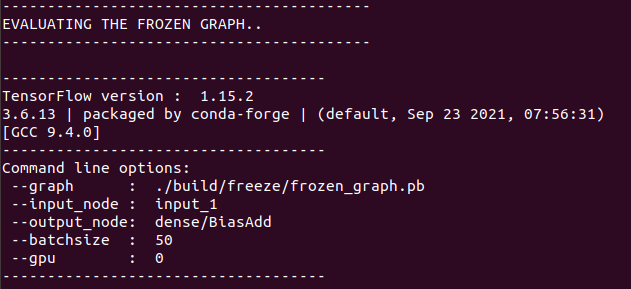 -----------------------------------------
EVALUATING THE FROZEN GRAPH..
-----------------------------------------
------------------------------------
TensorFlow version :  1.15.2
3.6.13 | packaged by conda-forge | (default, Sep 23 2021, 07:56:31)
[GCC 9.4.0]
------------------------------------
Command line options:
 --graph      :  ./build/freeze/frozen_graph.pb
 --input_node :  input_1
 --output_node:  dense/BiasAdd
 --batchsize  :  50
 --gpu        :  0
------------------------------------